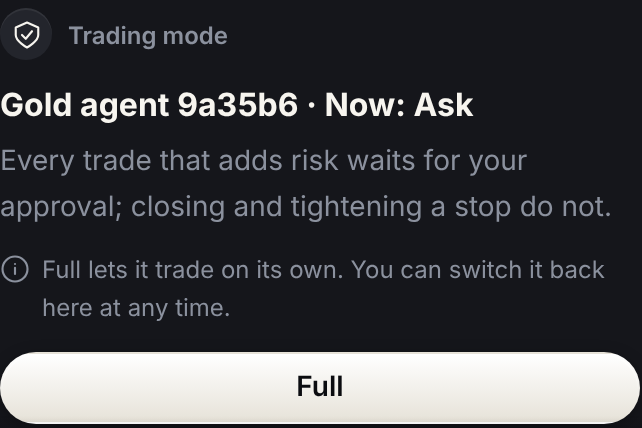 Trading mode
Gold agent 9a35b6 · Now: Ask
Every trade that adds risk waits for your
approval; closing and tightening a stop do not.
Full lets it trade on its own. You can switch it back
here at any time.
Full